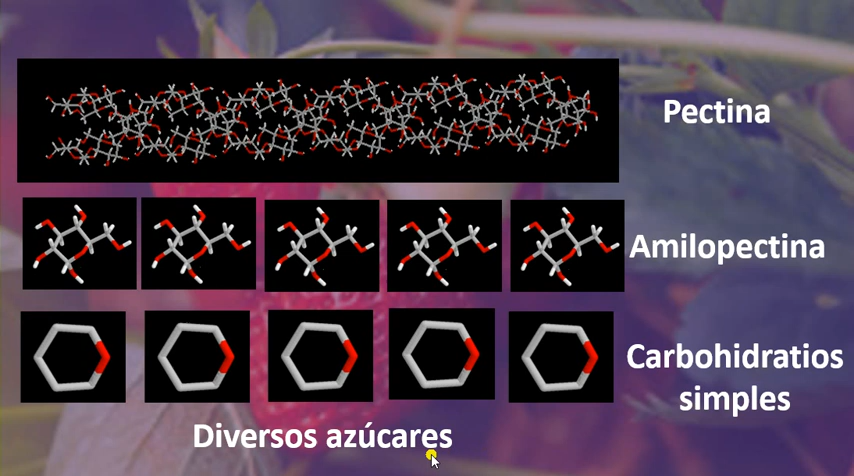 Pectina
Amilopectina
Carbohidratios
simples
Diversos azúcares